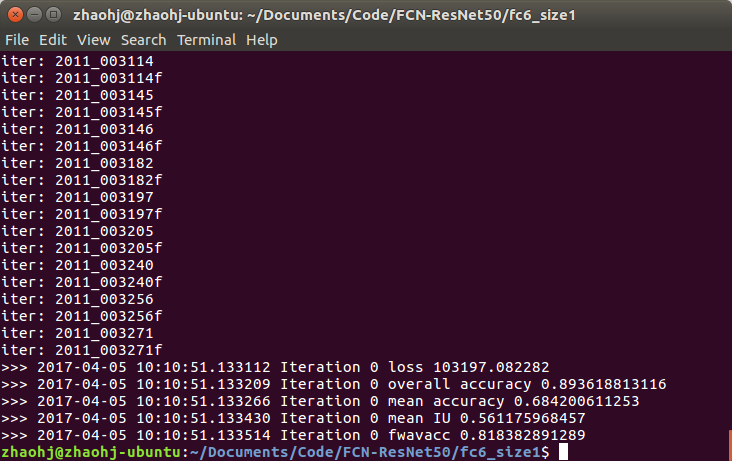 zhaohj@zhaohj-ubuntu: ~/Documents/Code/FCN-ResNet50/fc6_size1
File Edit View Search Terminal Help
iter: 2011_003114
iter: 2011_003114f
iter: 2011_003145
iter: 2011_003145f
iter: 2011_003146
iter: 2011_003146f
iter: 2011_003182
iter: 2011_003182f
iter: 2011_003197
iter: 2011_003197f
iter: 2011_003205
iter: 2011_003205f
iter: 2011_003240
iter: 2011_003240f
iter: 2011_003256
iter: 2011_003256f
iter: 2011_003271
iter: 2011_003271f
>>> 2017-04-05 10:10:51.133112 Iteration 0 loss 103197.082282
>>> 2017-04-05 10:10:51.133209 Iteration 0 overall accuracy 0.893618813116
>>> 2017-04-05 10:10:51.133266 Iteration 0 mean accuracy 0.684200611253
>>> 2017-04-05 10:10:51.133430 Iteration 0 mean IU 0.561175968457
>>> 2017-04-05 10:10:51.133514 Iteration 0 fwavacc 0.818382891289
zhaohj@zhaohj-ubuntu:~/Documents/Code/FCN-ResNet50/fc6_size1$